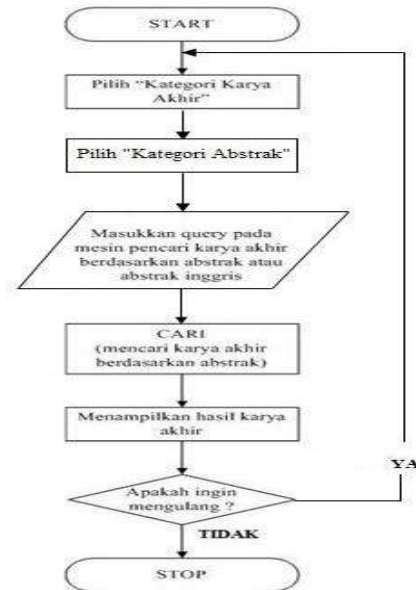 START
Pilih “Kategori Karya
Akhir”
Pilih "Kategori Abstrak"
Masukkan query pada
mesin pencari karya akhir
berdasarkan abstrak atau
abstrak inggris
CARI
(mencari karya akhir
berdasarkan abstrak)
Menampilkan hasil karya
akhir
YA
Apakah ingin
mengulang ?
TIDAK
STOP